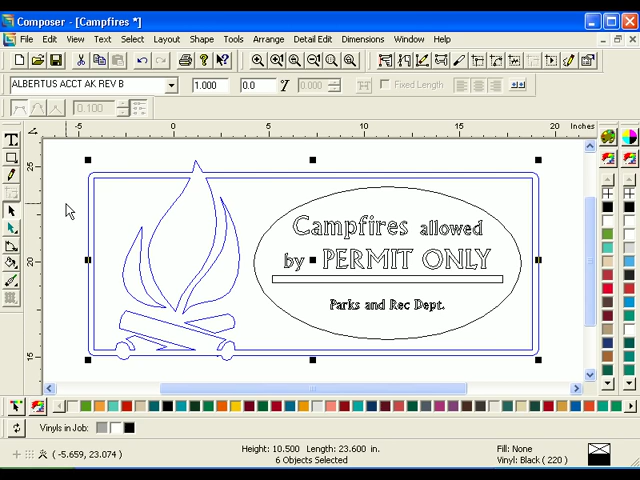 Composer - [Campfires *]
File Edit View Text Select Layout Shape Arrange Detail Edit Dimensions Window Help
ALBERTUS ACCT AK REV B 1.000 0.0 0.000 Fixed Length
0.100
-5 0 5 10 15 20 Inches
25
20
15
Campfires allowed
by PERMIT ONLY
Parks and Rec Dept.
Vinyls in Job:
(-5.659, 23.074)
Height: 10.500 Length: 23.600 in.
6 Objects Selected
Fill: None
Vinyl: Black ( 220 )